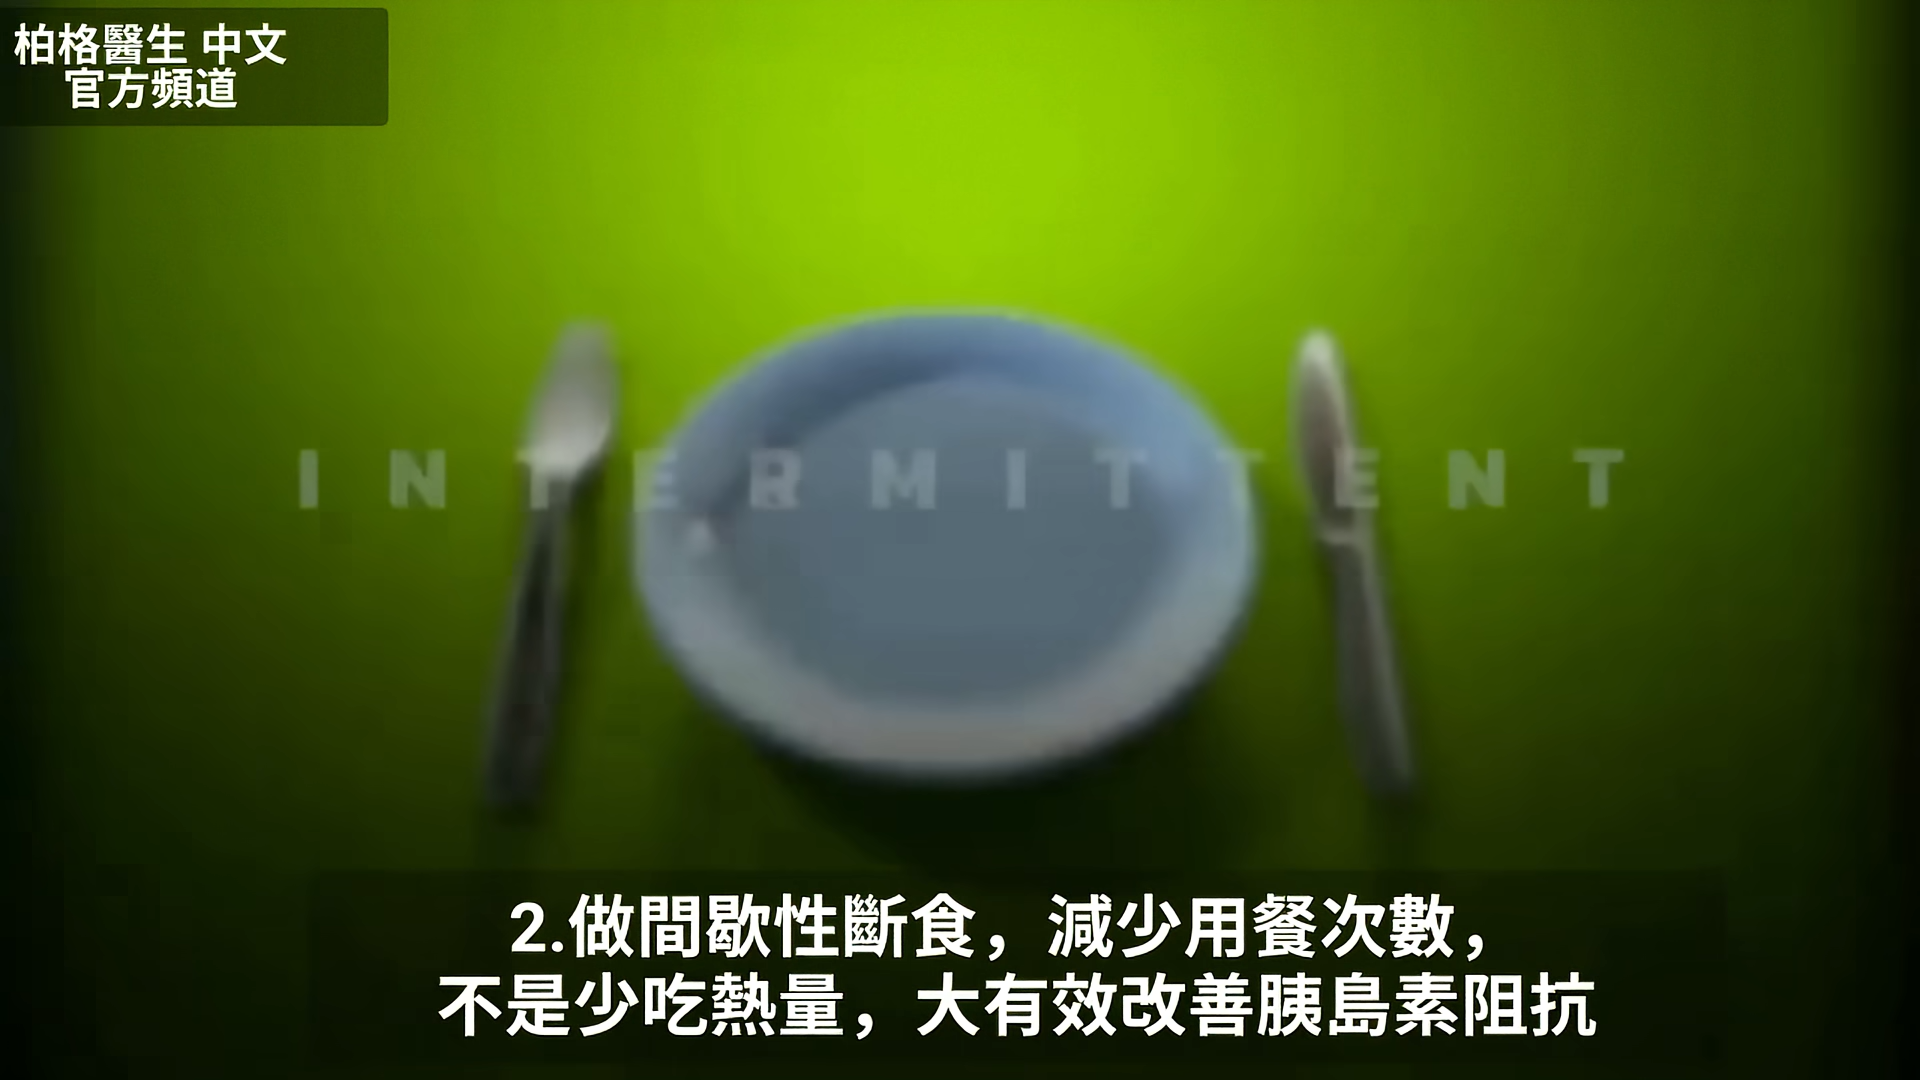 柏格醫生 中文
官方頻道
INTERMITTENT
2.做間歇性斷食，減少用餐次數，
不是少吃熱量，大有效改善胰島素阻抗